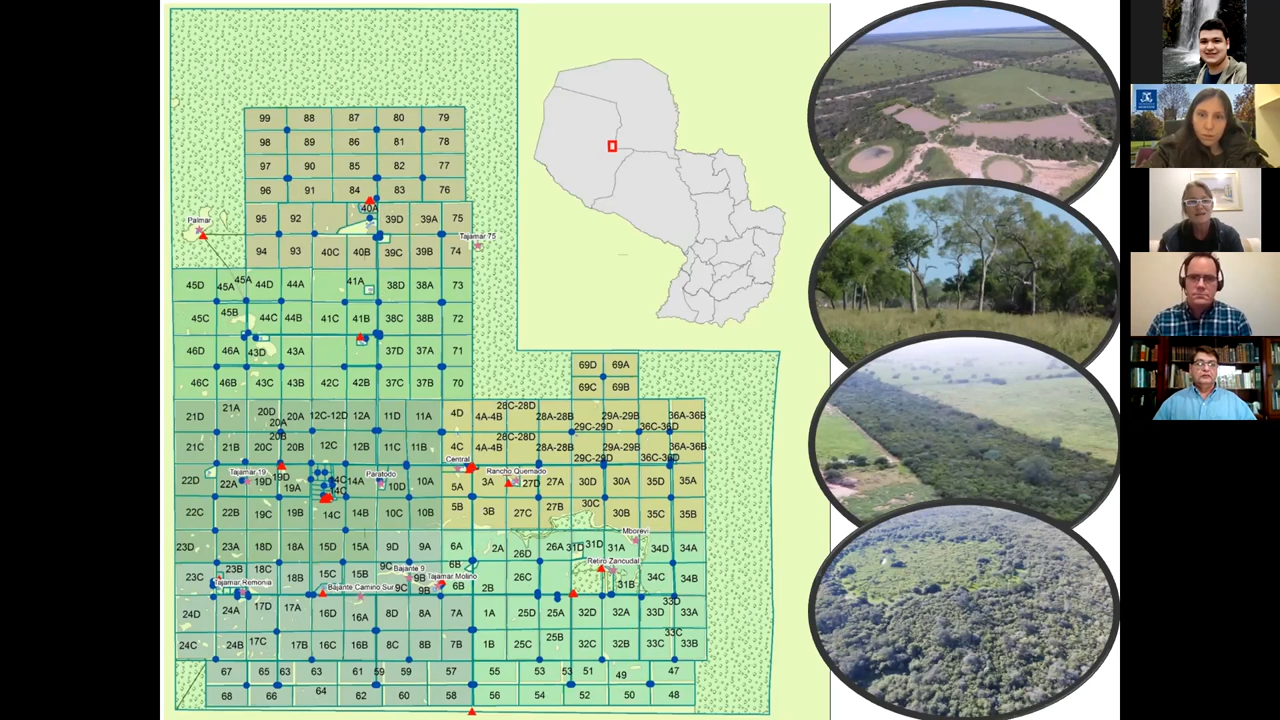 99 88 87 80 79
98 89 86 81 78
97 90 85 82 77
96 91 84 83 76
40A
95 92 39D 39A 75
Palmar
Tajamar 75
94 93 40C 40B 39C 39B 74
45D 45A 45A 44D 44A 41A 38D 38A 73
45C 45B 44C 44B 41C 41B 38C 38B 72
46D 46A 43D 43A 37D 37A 71
69D 69A
46C 46B 43C 43B 42C 42B 37C 37B 70
69C 69B
21D 21A 20D 20A 12C-12D 12A 11D 11A 4D 4A-4B 28C-28D 28A-28B 29A-29B 36A-36B
20A 29C-29D 36C-36D
21C 21B 20C 20B 20B 12C 12B 11C 11B 4C 4A-4B 28C-28D 28A-28B 29A-29B 36A-36B
Central 29C-29D 36C-36D
Tajamar 19 Paratodo Rancho Quemado
22D 22A 19D 19D 19A 14C 14A 10D 10A 5A 3A 27D 27A 30D 30A 35D 35A
14C
22C 22B 19C 19B 14C 14B 10C 10B 5B 3B 27C 27B 30C 30B 35C 35B
Mborevi
23D 23A 18D 18A 15D 15A 9D 9A 6A 2A 26D 26A 31D 31D 31A 34D 34A
Retiro Zancudal
Bajante 9
23C 23B 18C 18B 15C 15B 9C 9B 6B 26C 31B 34C 34B
Tajamar Remonia Bajante Camino Sur Tajamar Molino
9C 9B 6B 2B
24D 24A 17D 17A 16D 16A 8D 8A 7A 1A 25D 25A 32D 32A 33D 33D 33A
24C 24B 17C 17B 16C 16B 8C 8B 7B 1B 25C 25B 32C 32B 33C 33C 33B
67 65 63 63 61 59 59 57 55 53 53 51 49 47
68 66 64 62 60 58 56 54 52 50 48